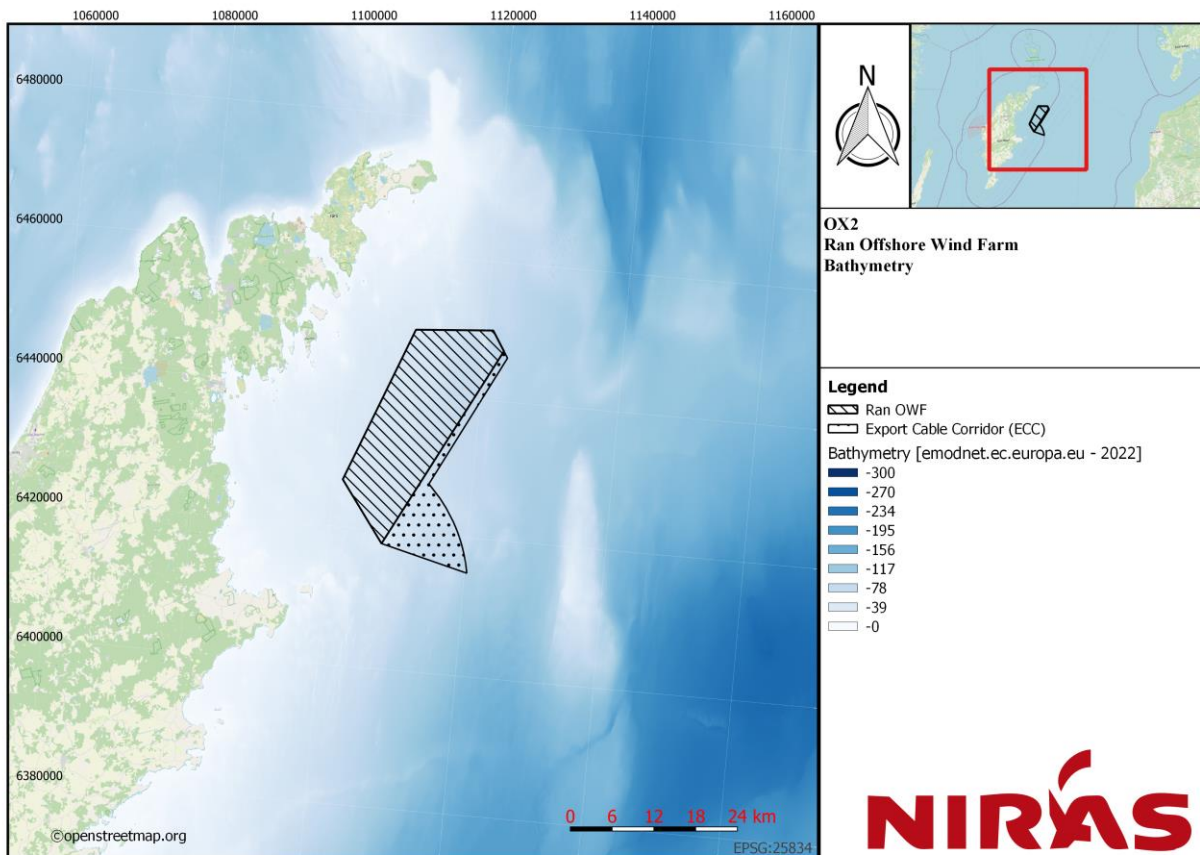 1060000 1080000 1100000 1120000 1140000 1160000
6480000
6460000
6440000
6420000
6400000
6380000
©openstreetmap.org
0 6 12 18 24 km
EPSG:25834
N
OX2
Ran Offshore Wind Farm
Bathymetry
Legend
Ran OWF
Export Cable Corridor (ECC)
Bathymetry [emodnet.ec.europa.eu - 2022]
-300
-270
-234
-195
-156
-117
-78
-39
-0
NIRAS